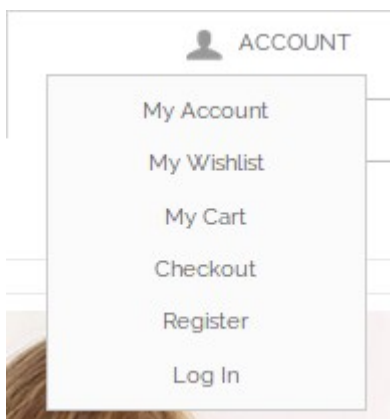 ACCOUNT
My Account
My Wishlist
My Cart
Checkout
Register
Log In